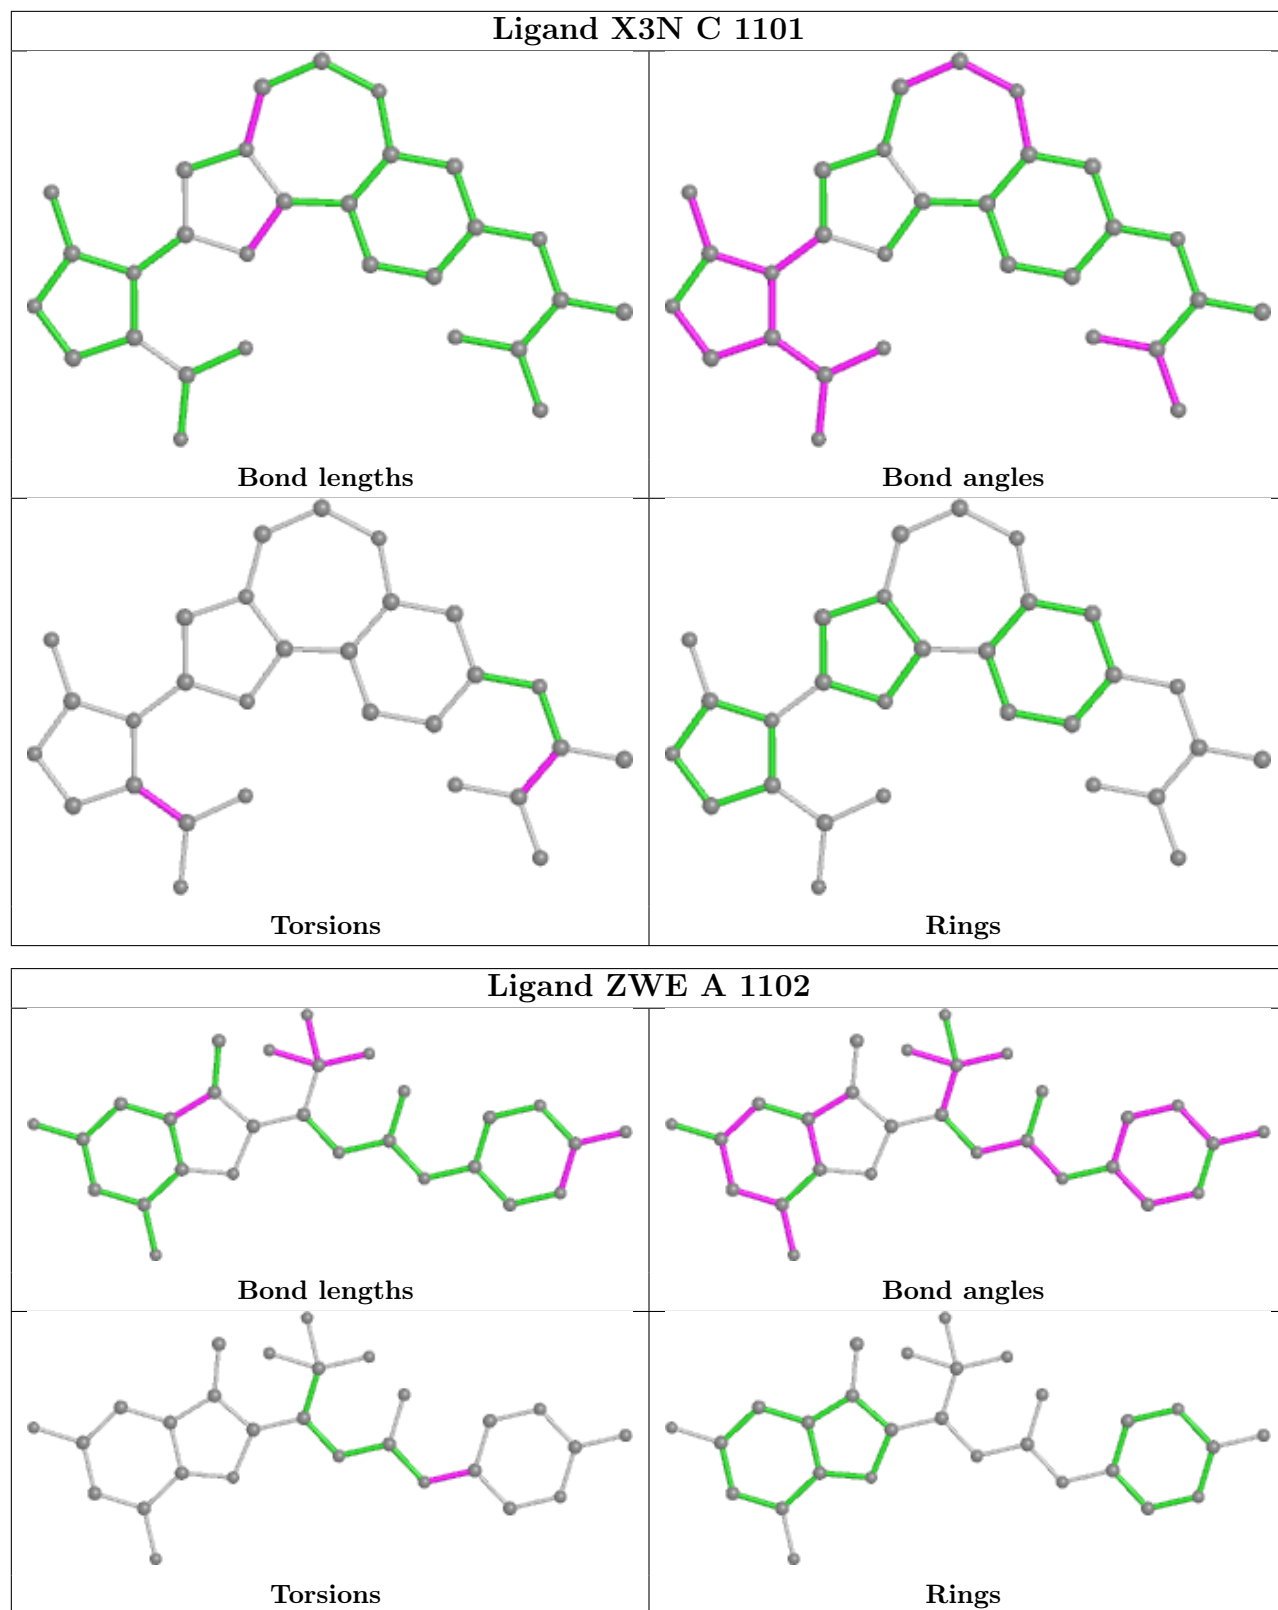 Ligand X3N C 1101
Bond lengths
Bond angles
Torsions
Rings
Ligand ZWE A 1102
Bond lengths
Bond angles
Torsions
Rings